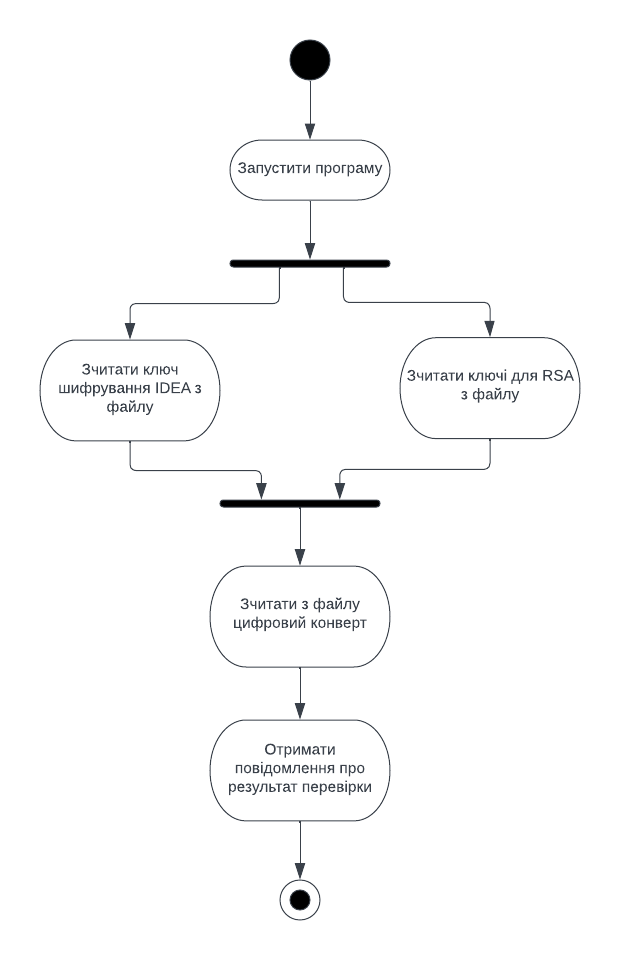 Запустити програму
Зчитати ключ
шифрування IDEA з
файлу
Зчитати ключі для RSA
з файлу
Зчитати з файлу
цифровий конверт
Отримати
повідомлення про
результат перевірки